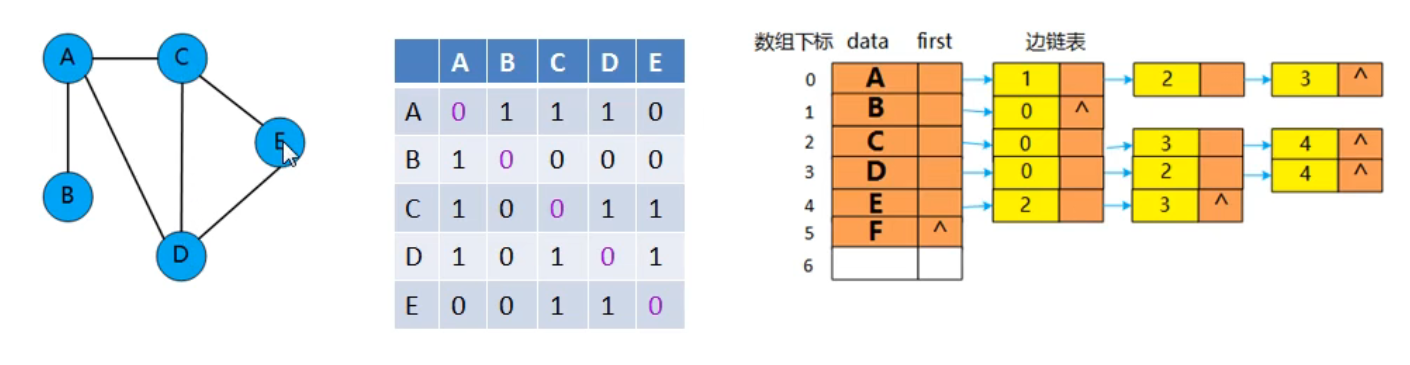 A C
E
B
D
A B C D E
A 0 1 1 1 0
B 1 0 0 0 0
C 1 0 0 1 1
D 1 0 1 0 1
E 0 0 1 1 0
数组下标 data first 边链表
0 A 1 2 3 ^
1 B 0 ^
2 C 0 3 4 ^
3 D 0 2 4 ^
4 E 2 3 ^
5 F ^
6